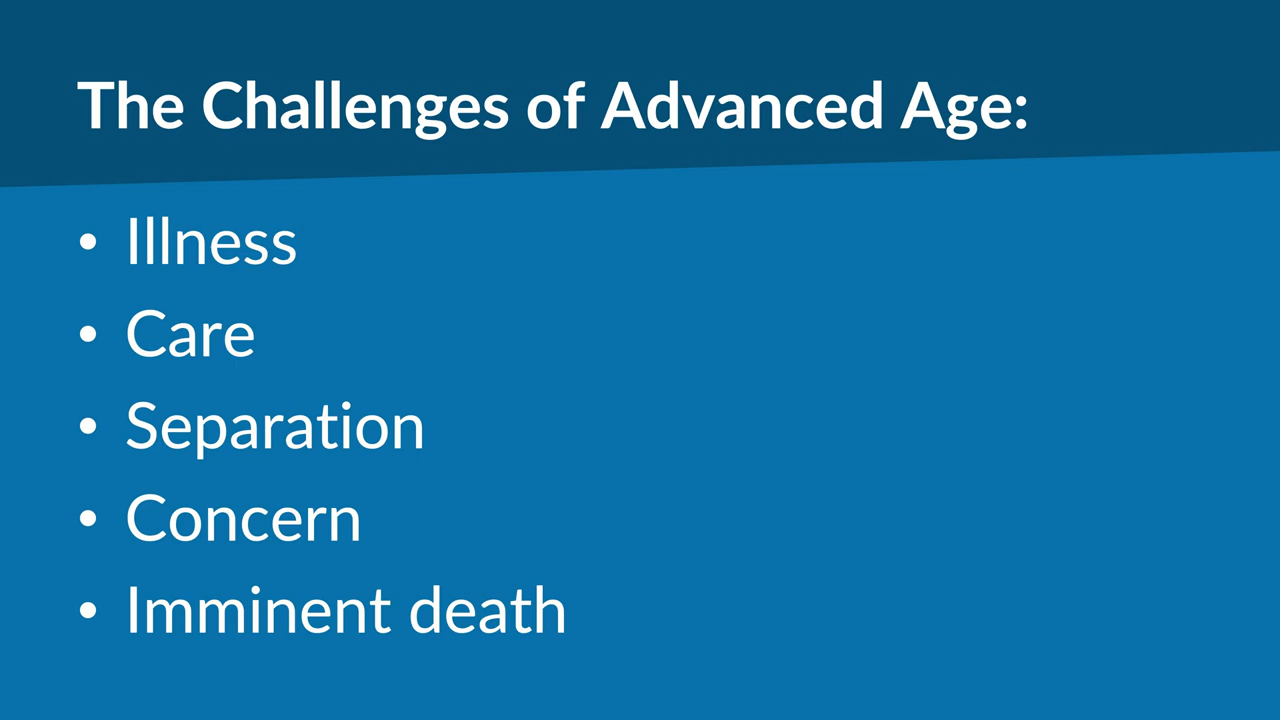 The Challenges of Advanced Age:
• Illness
• Care
• Separation
• Concern
• Imminent death